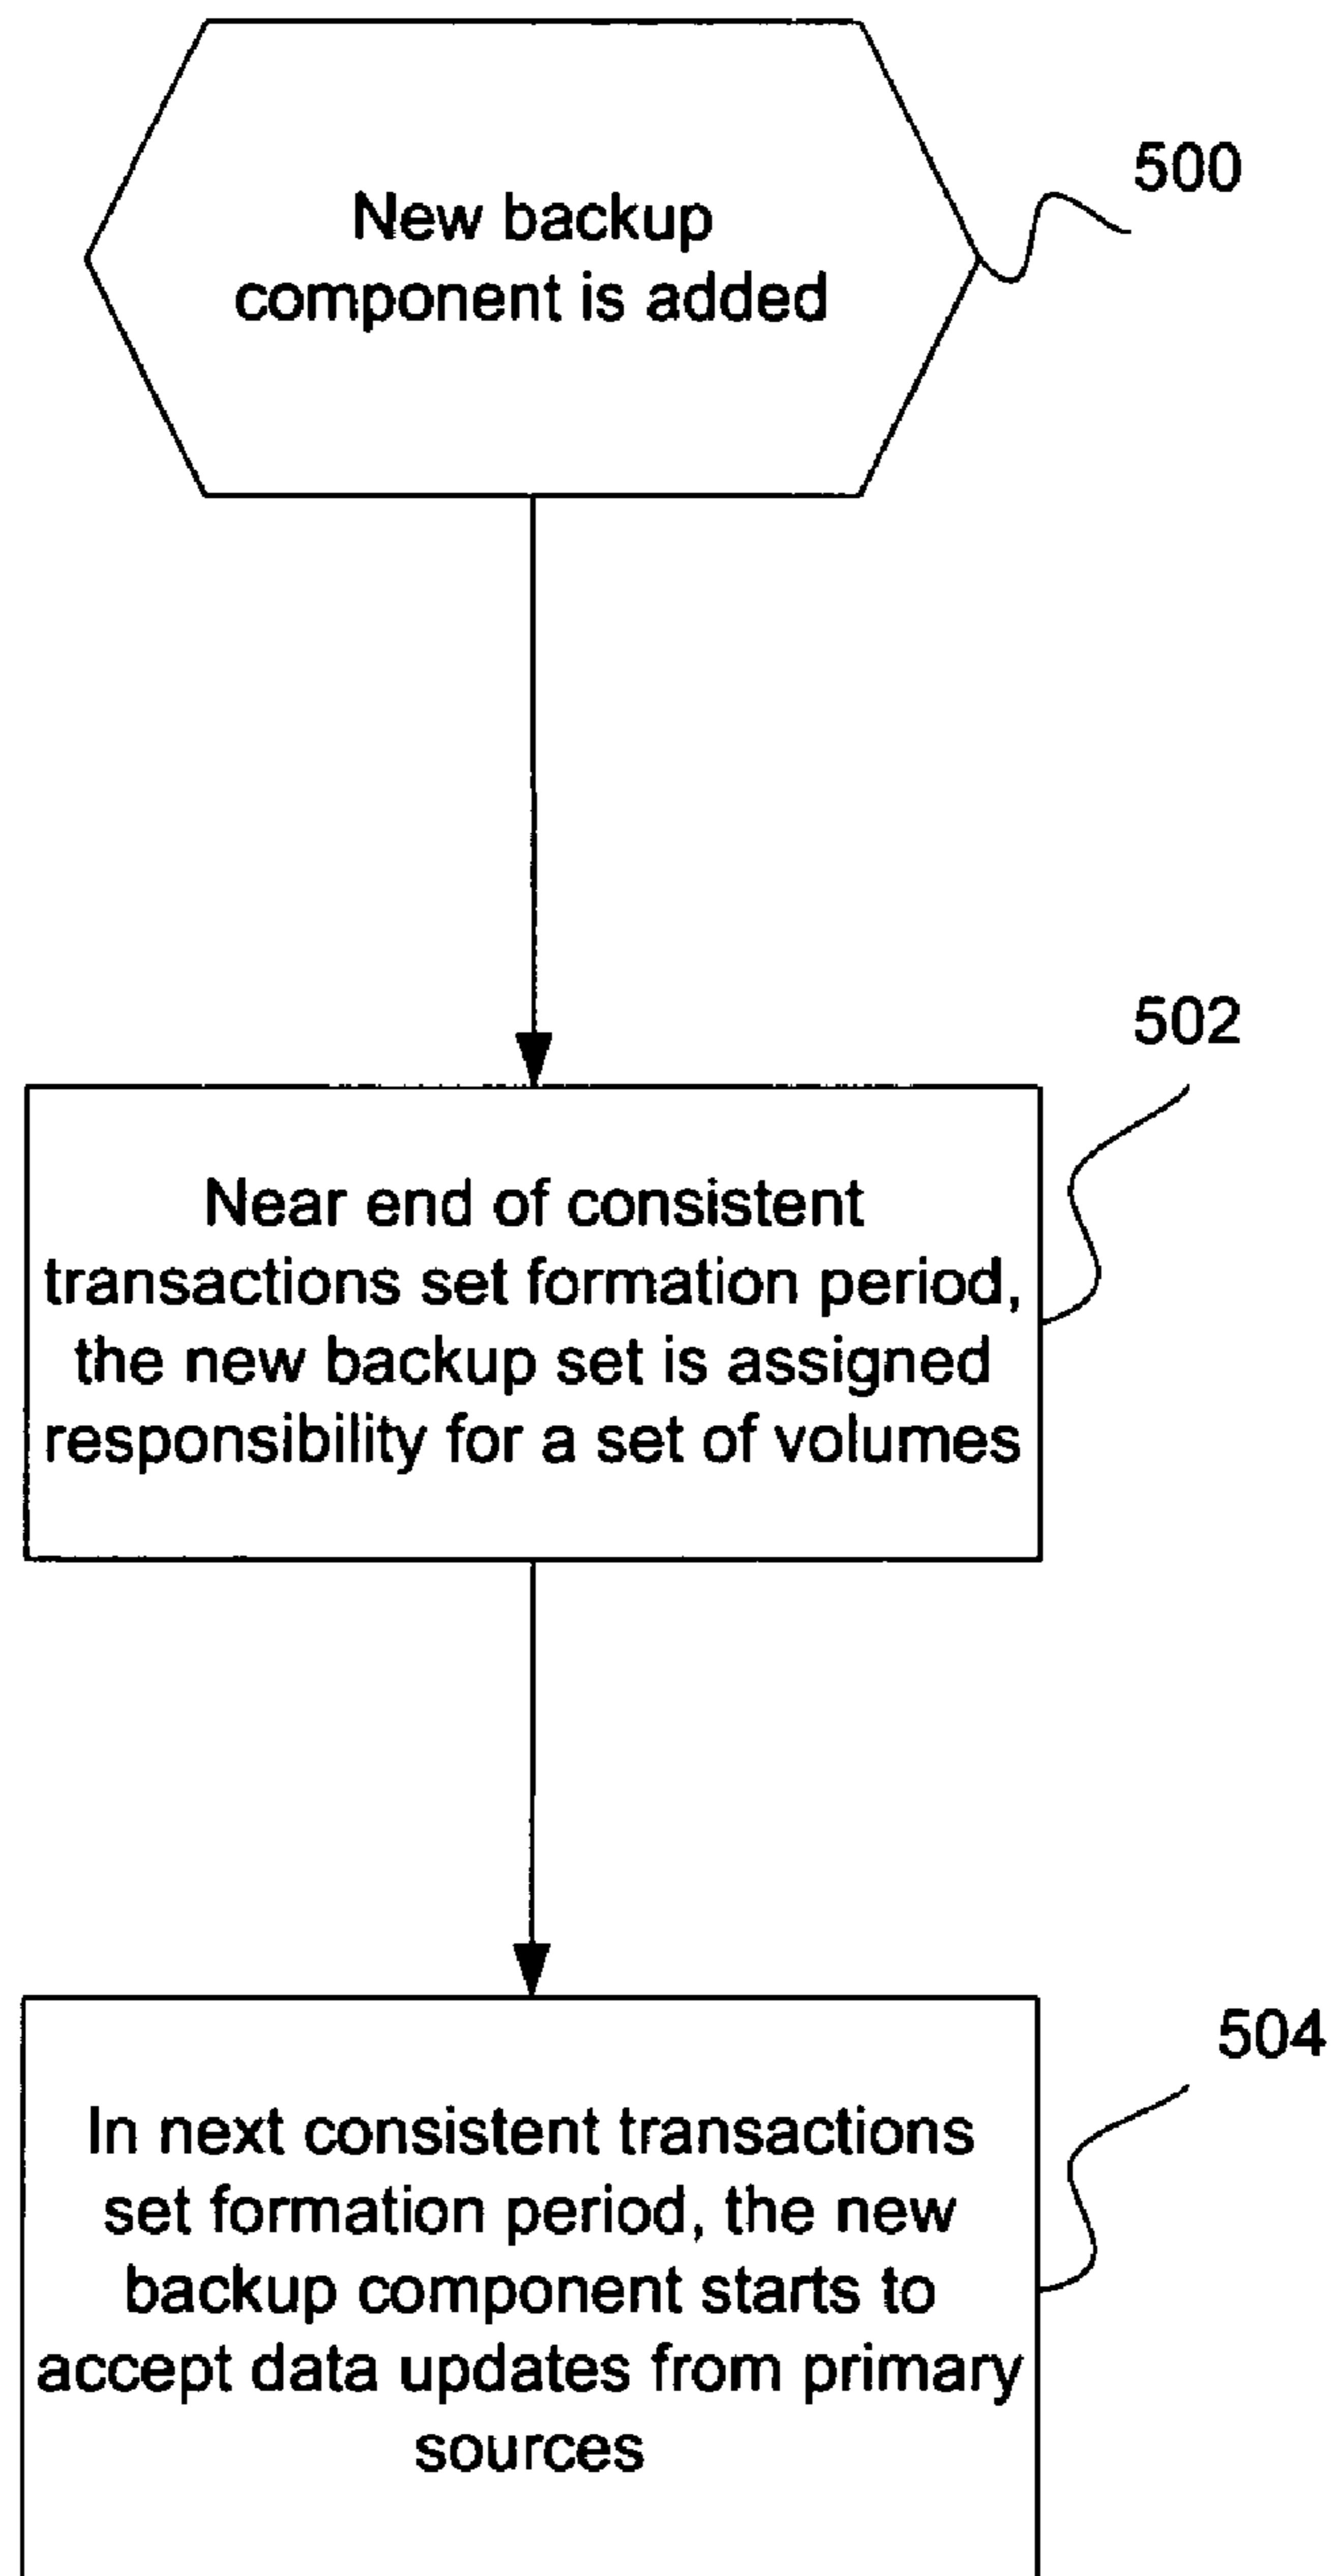 New backup
component is added
500
502
Near end of consistent
transactions set formation period,
the new backup set is assigned
responsibility for a set of volumes
504
In next consistent transactions
set formation period, the new
backup component starts to
accept data updates from primary
sources